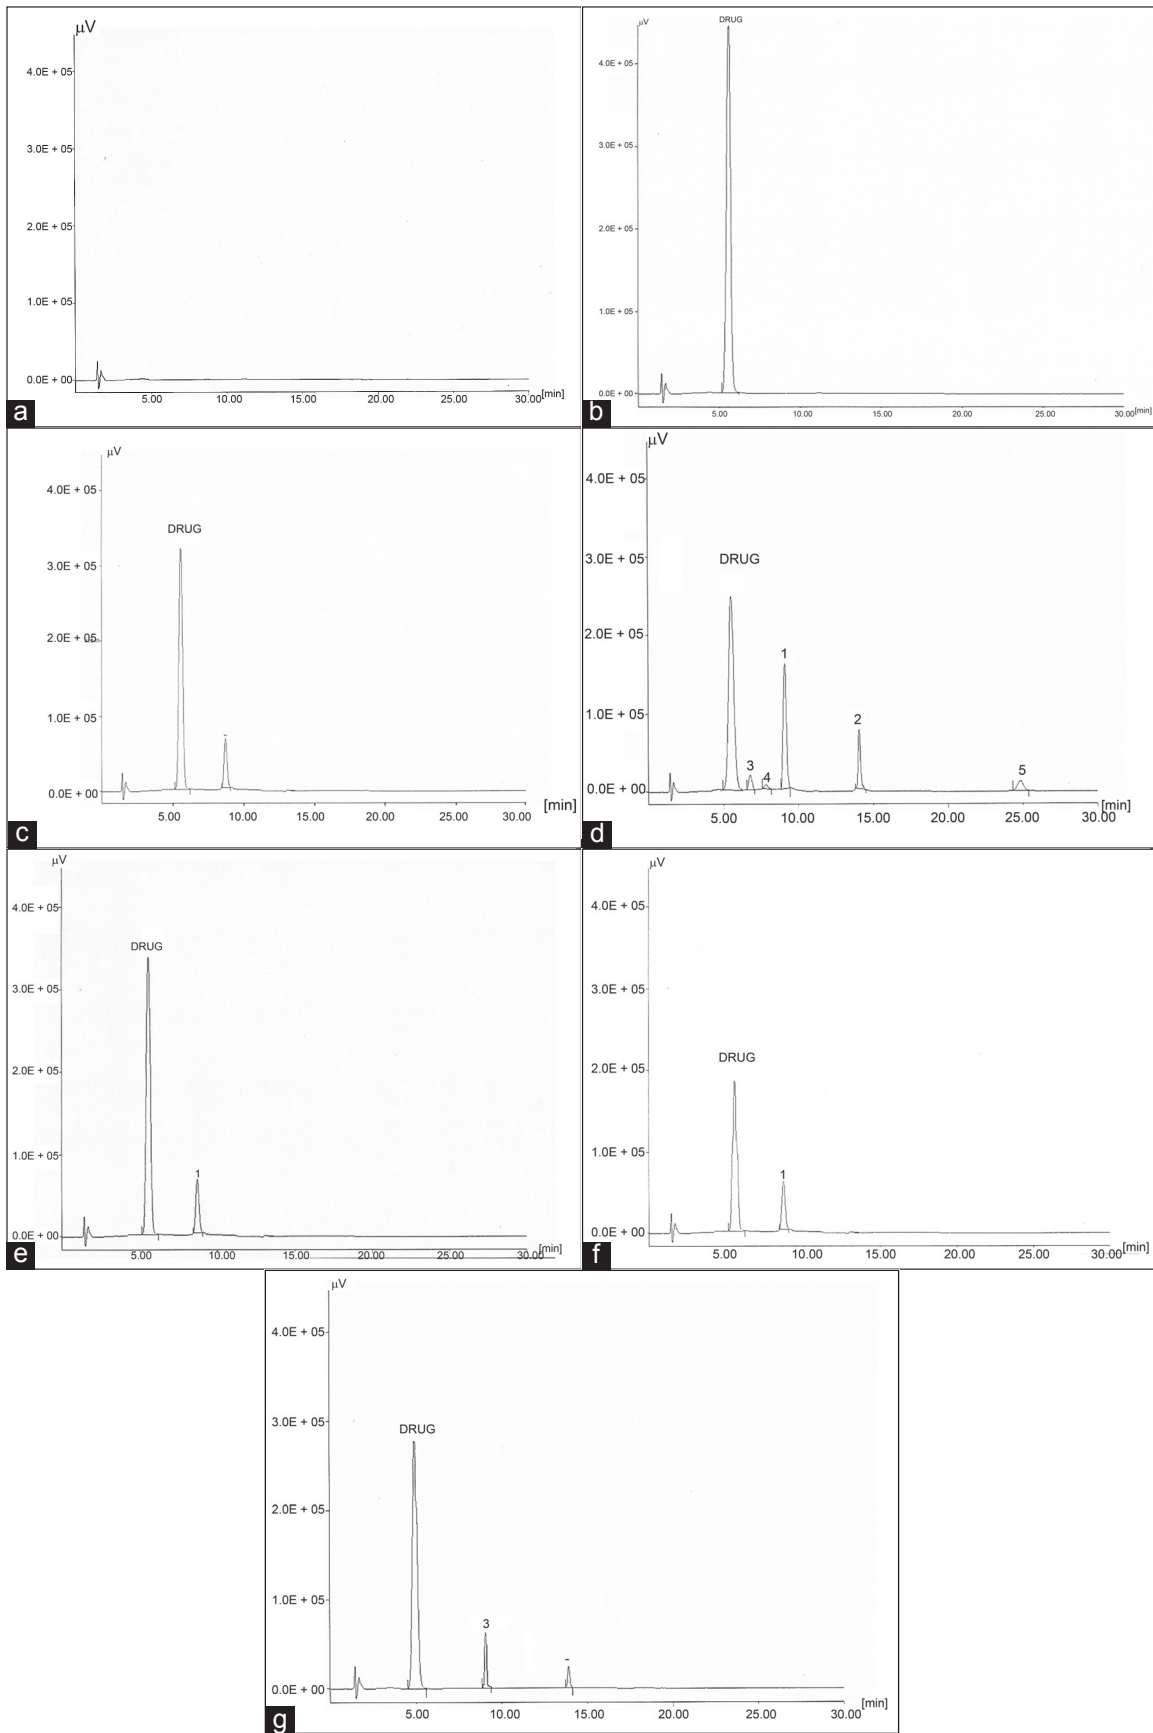 µV
4.0E + 05
3.0E + 05
2.0E + 05
1.0E + 05
0.0E + 00
5.00 10.00 15.00 20.00 25.00 30.00 [min]
a
µV
DRUG
4.0E + 05
3.0E + 05
2.0E + 05
1.0E + 05
0.0E + 00
5.00 10.00 15.00 20.00 25.00 30.00 [min]
b
µV
4.0E + 05
DRUG
3.0E + 05
2.0E + 05
1.0E + 05
0.0E + 00
5.00 10.00 15.00 20.00 25.00 30.00 [min]
c
µV
4.0E + 05
3.0E + 05
DRUG
2.0E + 05
1
1.0E + 05
2
3
4
5
0.0E + 00
5.00 10.00 15.00 20.00 25.00 30.00 [min]
d
µV
4.0E + 05
DRUG
3.0E + 05
2.0E + 05
1.0E + 05
1
0.0E + 00
5.00 10.00 15.00 20.00 25.00 30.00 [min]
e
µV
4.0E + 05
3.0E + 05
2.0E + 05
DRUG
1.0E + 05
1
0.0E + 00
5.00 10.00 15.00 20.00 25.00 30.00 [min]
f
µV
4.0E + 05
3.0E + 05
DRUG
2.0E + 05
1.0E + 05
3
0.0E + 00
5.00 10.00 15.00 20.00 25.00 30.00 [min]
g